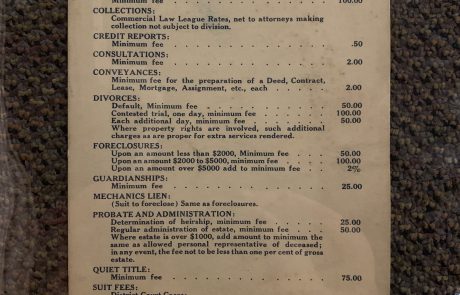 Minimum fee . . . . . . . . . . 100.00
COLLECTIONS:
Commercial Law League Rates, net to attorneys making
collection not subject to division.
CREDIT REPORTS:
Minimum fee . . . . . . . . . . .50
CONSULTATIONS:
Minimum fee . . . . . . . . . . 2.00
CONVEYANCES:
Minimum fee for the preparation of a Deed, Contract,
Lease, Mortgage, Assignment, etc., each . . . . 2.00
DIVORCES:
Default, Minimum fee . . . . . . . . 50.00
Contested trial, one day, minimum fee . . . . 100.00
Each additional day, minimum fee . . . . . 50.00
Where property rights are involved, such additional
charges as are proper for extra services rendered.
FORECLOSURES:
Upon an amount less than $2000, Minimum fee . . . 50.00
Upon amount $2000 to $5000, minimum fee . . . . 100.00
Upon an amount over $5000 add to minimum fee . . 2%
GUARDIANSHIPS:
Minimum fee . . . . . . . . . . 25.00
MECHANICS LIEN:
(Suit to foreclose) Same as foreclosures.
PROBATE AND ADMINISTRATION:
Determination of heirship, minimum fee . . . . 25.00
Regular administration of estate, minimum fee . . 50.00
Where estate is over $1000, add amount to minimum the
same as allowed personal representative of deceased;
in any event, the fee not to be less than one per cent of gross
estate.
QUIET TITLE:
Minimum fee . . . . . . . . . . 75.00
SUIT FEES:
District Court Cases: